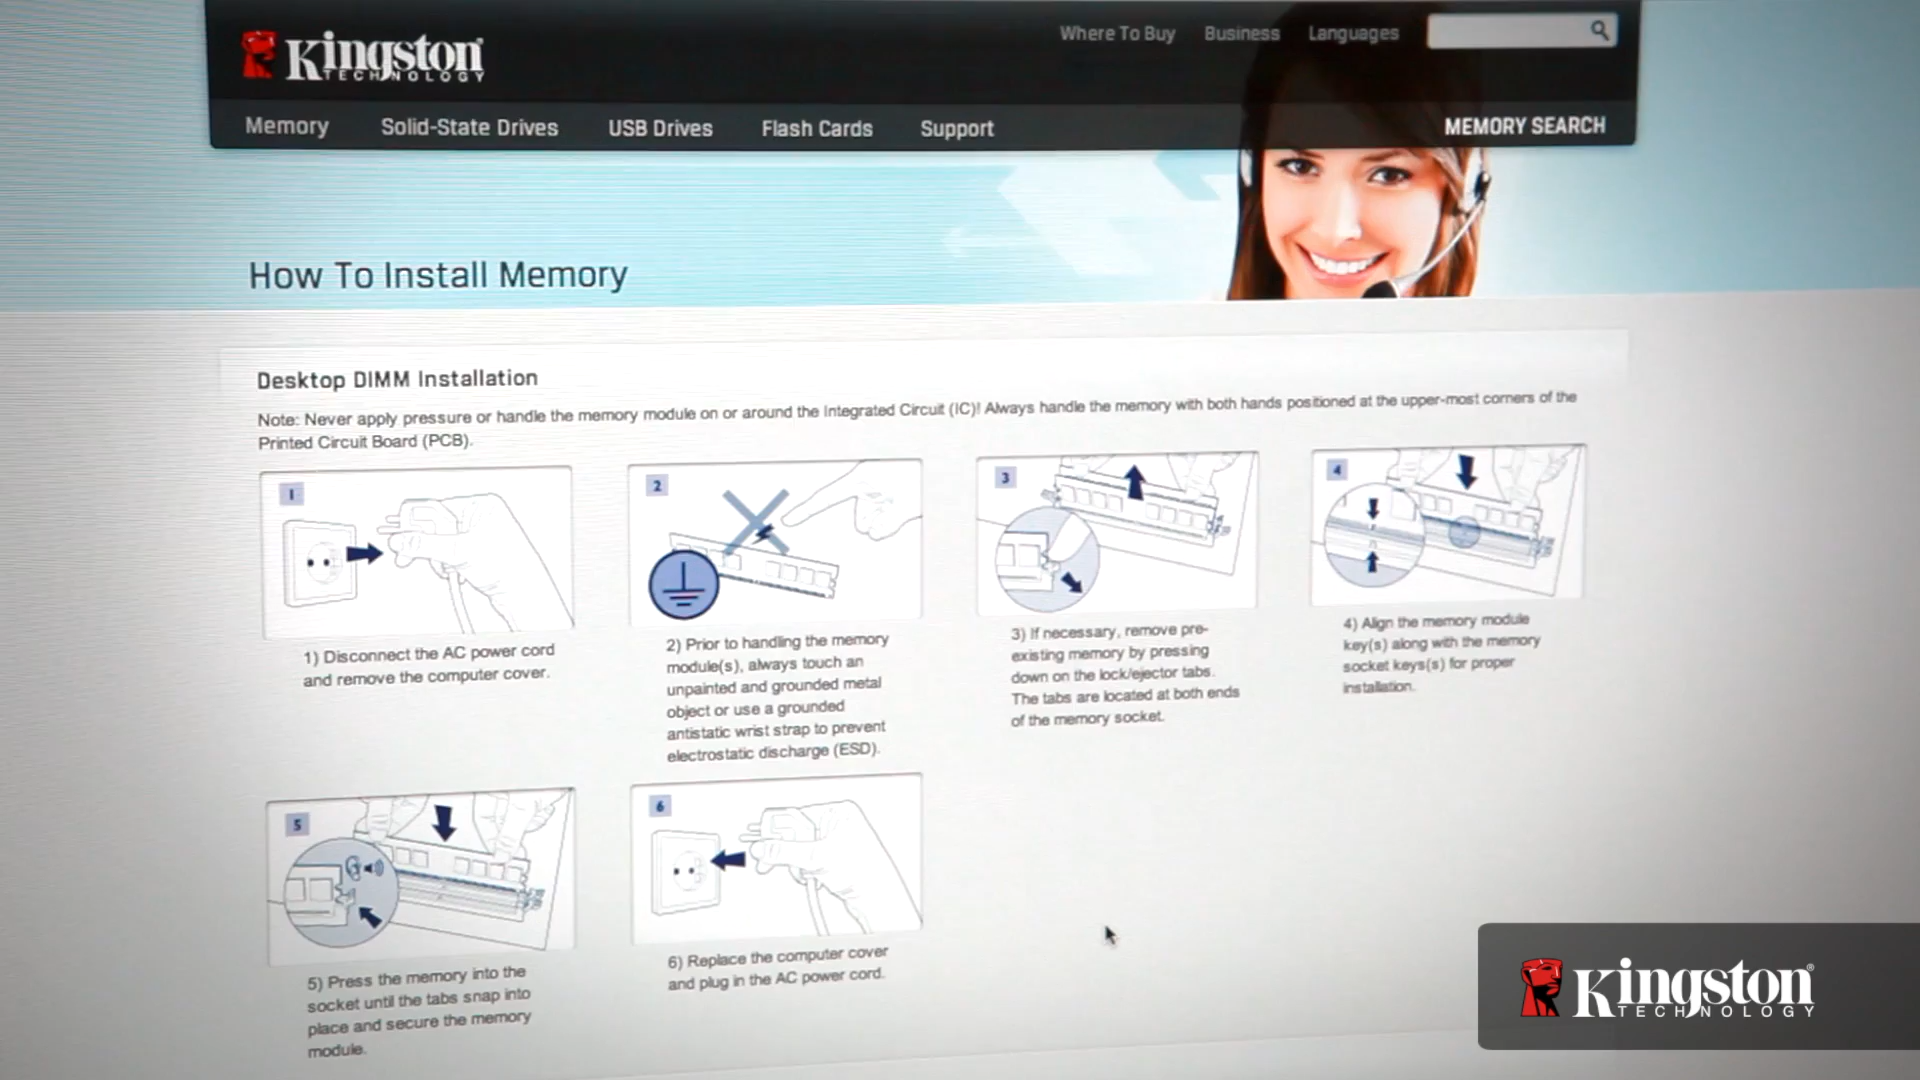 Kingston
TECHNOLOGY
Where To Buy
Business
Languages
Memory
Solid-State Drives
USB Drives
Flash Cards
Support
MEMORY SEARCH
How To Install Memory
Desktop DIMM Installation
Note: Never apply pressure or handle the memory module on or around the Integrated Circuit (IC)! Always handle the memory with both hands positioned at the upper-most corners of the
Printed Circuit Board (PCB).
1
1) Disconnect the AC power cord
and remove the computer cover.
2
2) Prior to handling the memory
module(s), always touch an
unpainted and grounded metal
object or use a grounded
antistatic wrist strap to prevent
electrostatic discharge (ESD).
3
3) If necessary, remove pre-
existing memory by pressing
down on the lock/ejector tabs.
The tabs are located at both ends
of the memory socket.
4
4) Align the memory module
key(s) along with the memory
socket keys(s) for proper
installation.
5
5) Press the memory into the
socket until the tabs snap into
place and secure the memory
module.
6
6) Replace the computer cover
and plug in the AC power cord.
Kingston®
TECHNOLOGY